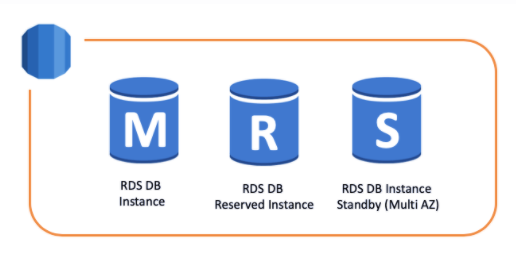 M
R
S
RDS DB
Instance
RDS DB
Reserved Instance
RDS DB Instance
Standby (Multi AZ)